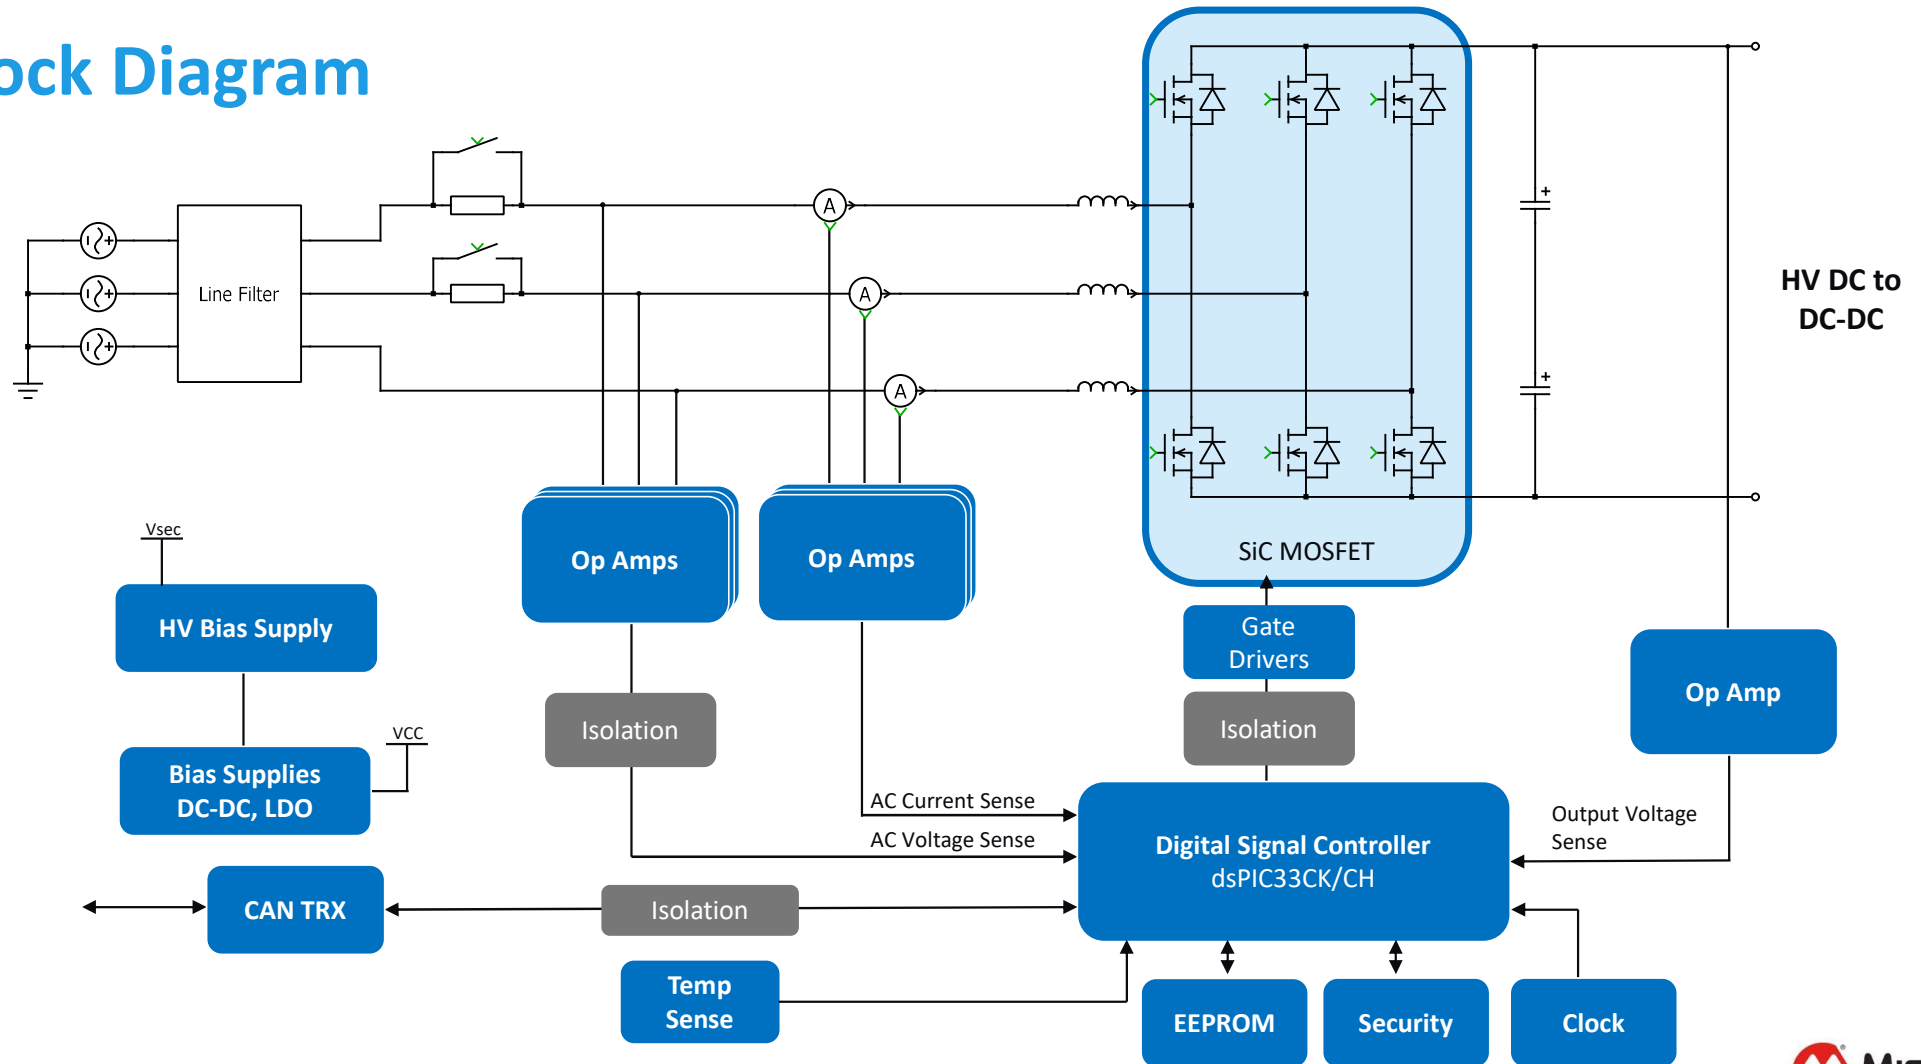 ock Diagram
A
Line Filter
A
HV DC to
DC-DC
A
Vsec
Op Amps
Op Amps
SiC MOSFET
HV Bias Supply
Gate
Drivers
Op Amp
Isolation
Isolation
VCC
Bias Supplies
DC-DC, LDO
AC Current Sense
AC Voltage Sense
Digital Signal Controller
dsPIC33CK/CH
Output Voltage
Sense
CAN TRX
Isolation
Temp
Sense
EEPROM
Security
Clock